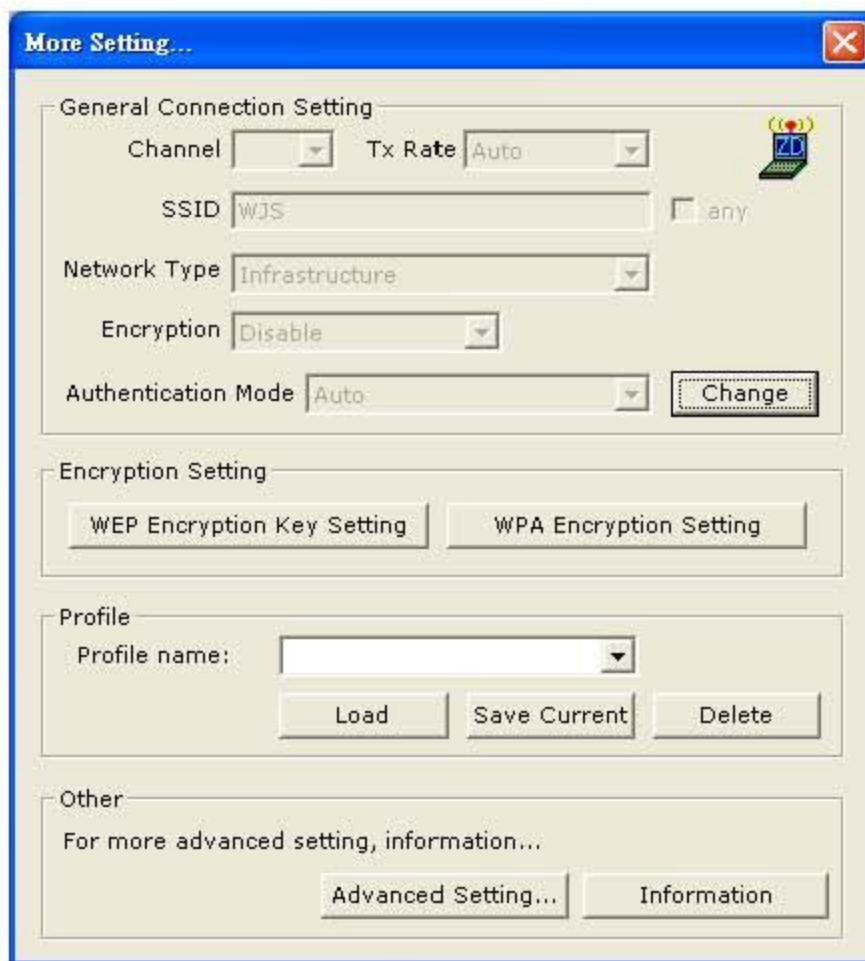 More Setting...
General Connection Setting
Channel Tx Rate Auto
ZD
SSID WJS any
Network Type Infrastructure
Encryption Disable
Authentication Mode Auto Change
Encryption Setting
WEP Encryption Key Setting WPA Encryption Setting
Profile
Profile name:
Load Save Current Delete
Other
For more advanced setting, information...
Advanced Setting... Information